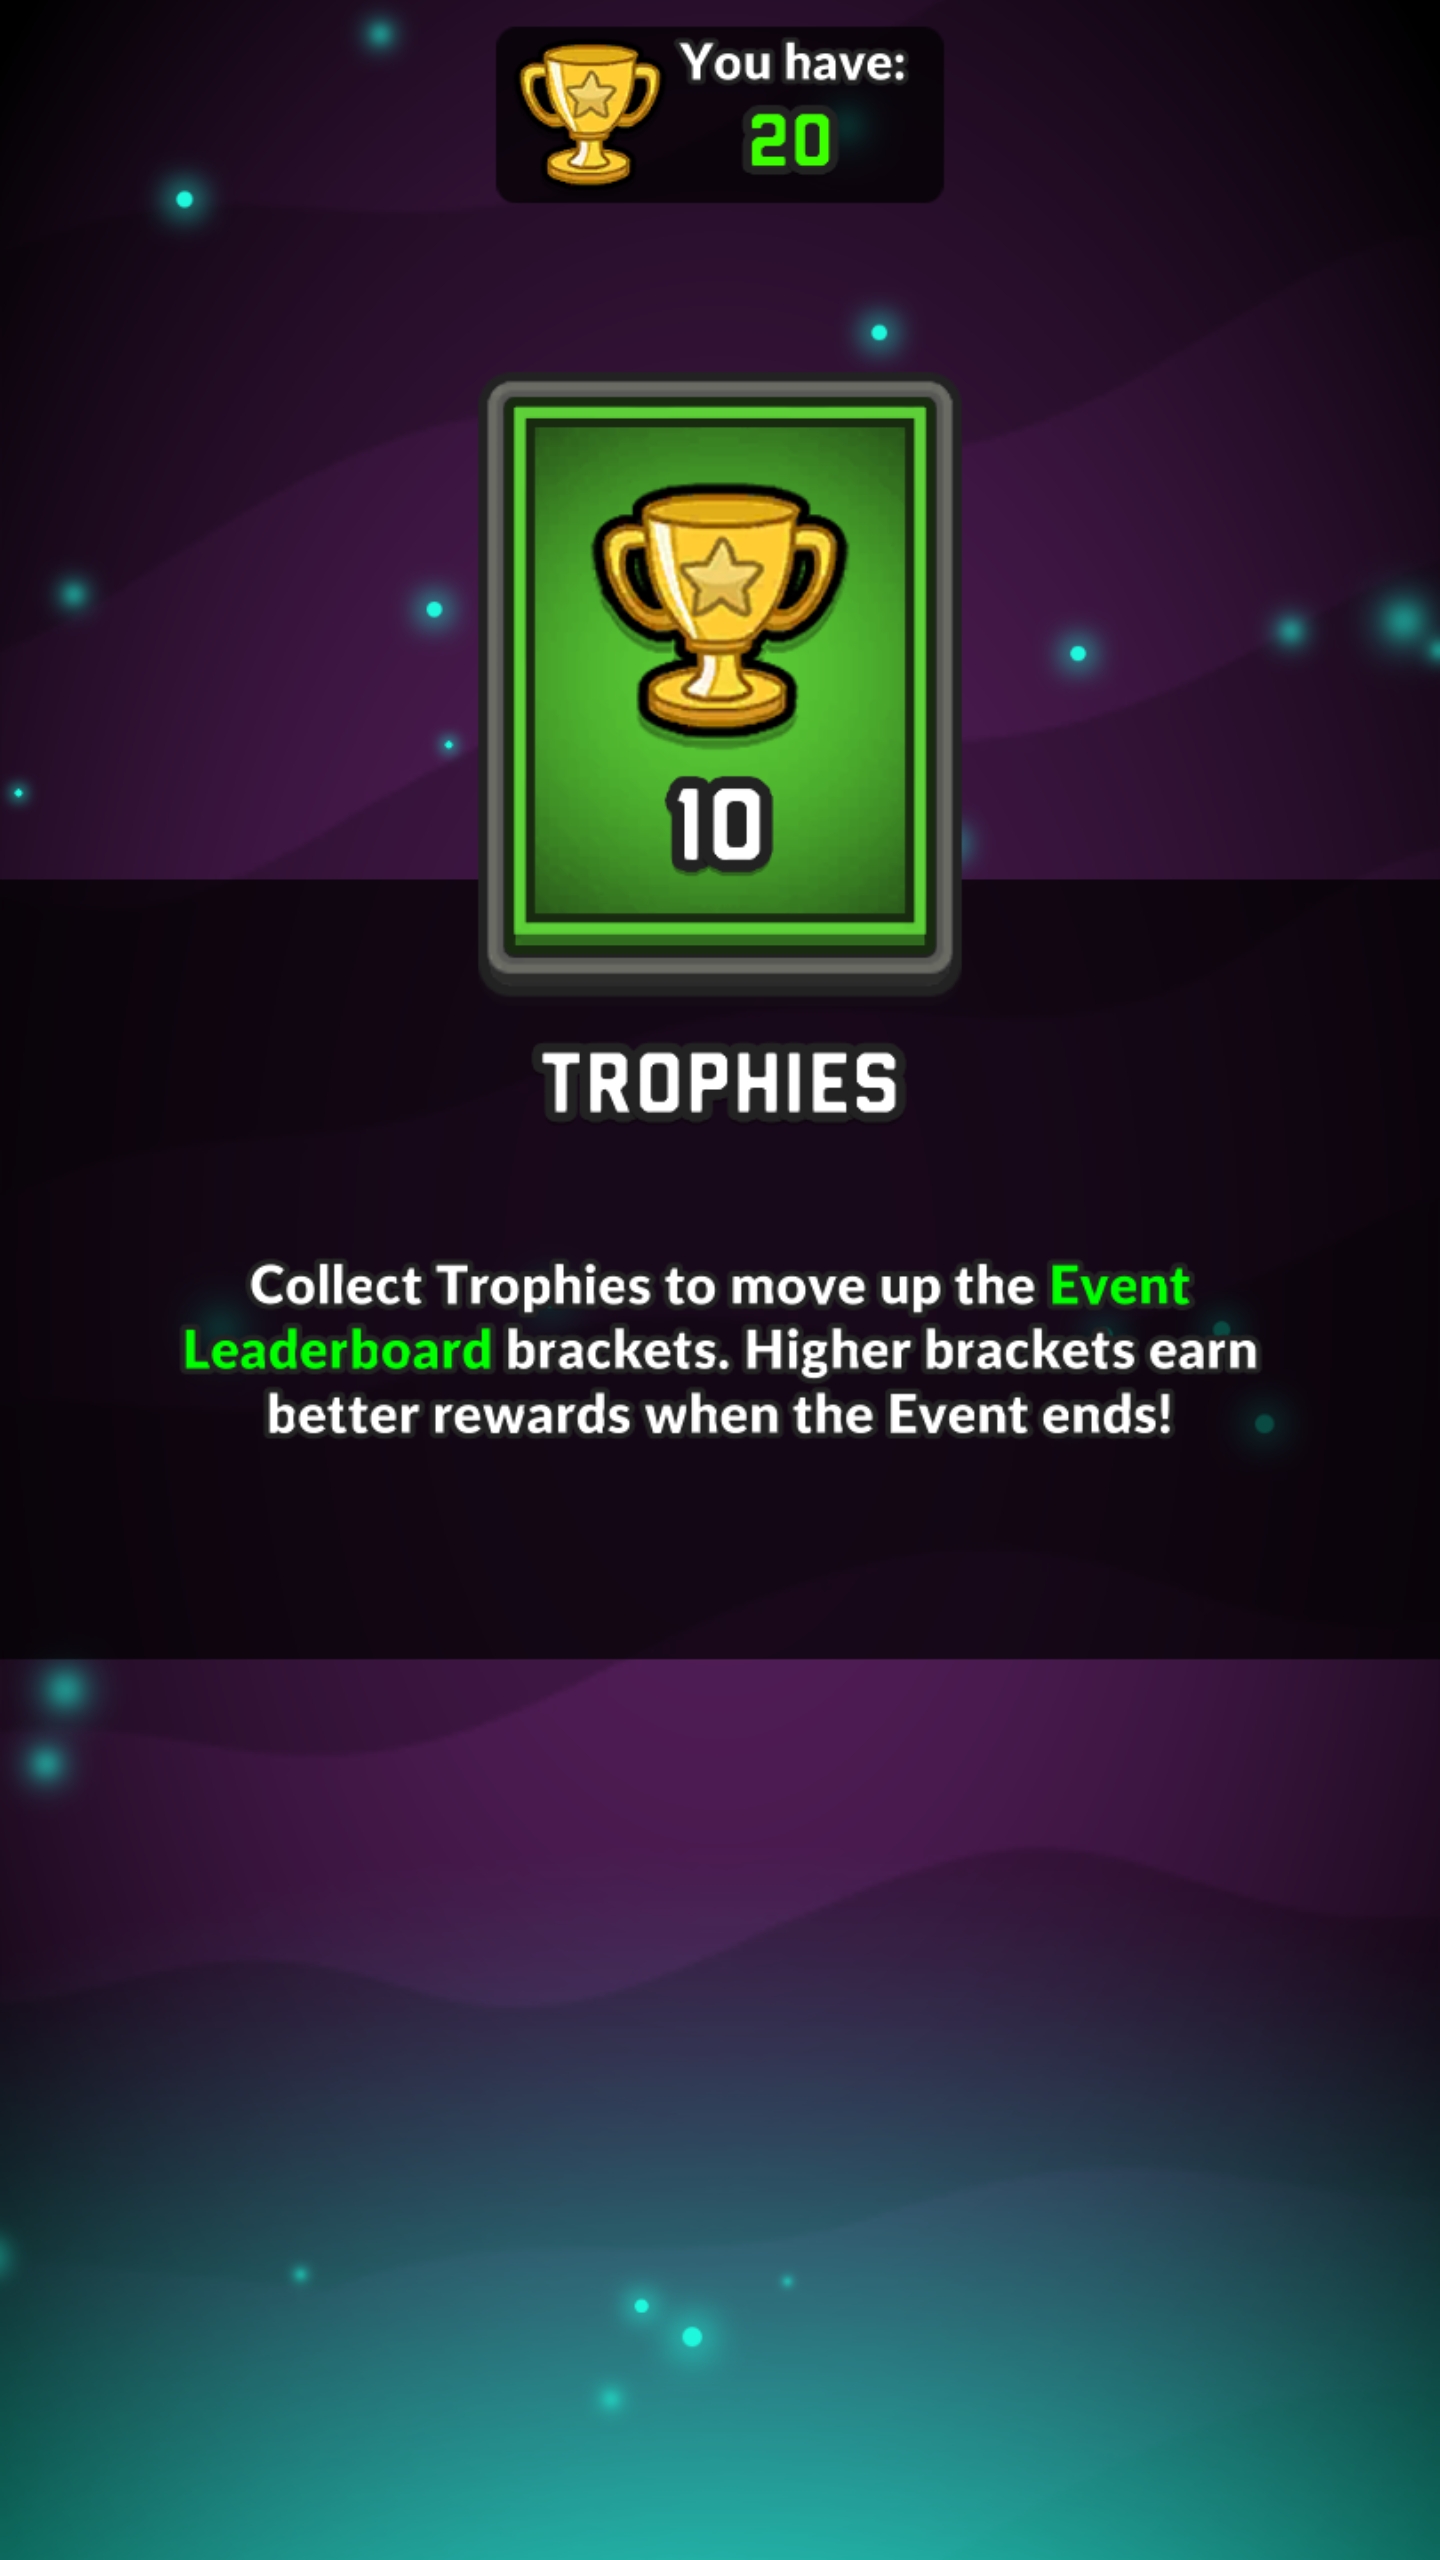 You have:
20
10
TROPHIES
Collect Trophies to move up the Event
Leaderboard brackets. Higher brackets earn
better rewards when the Event ends!